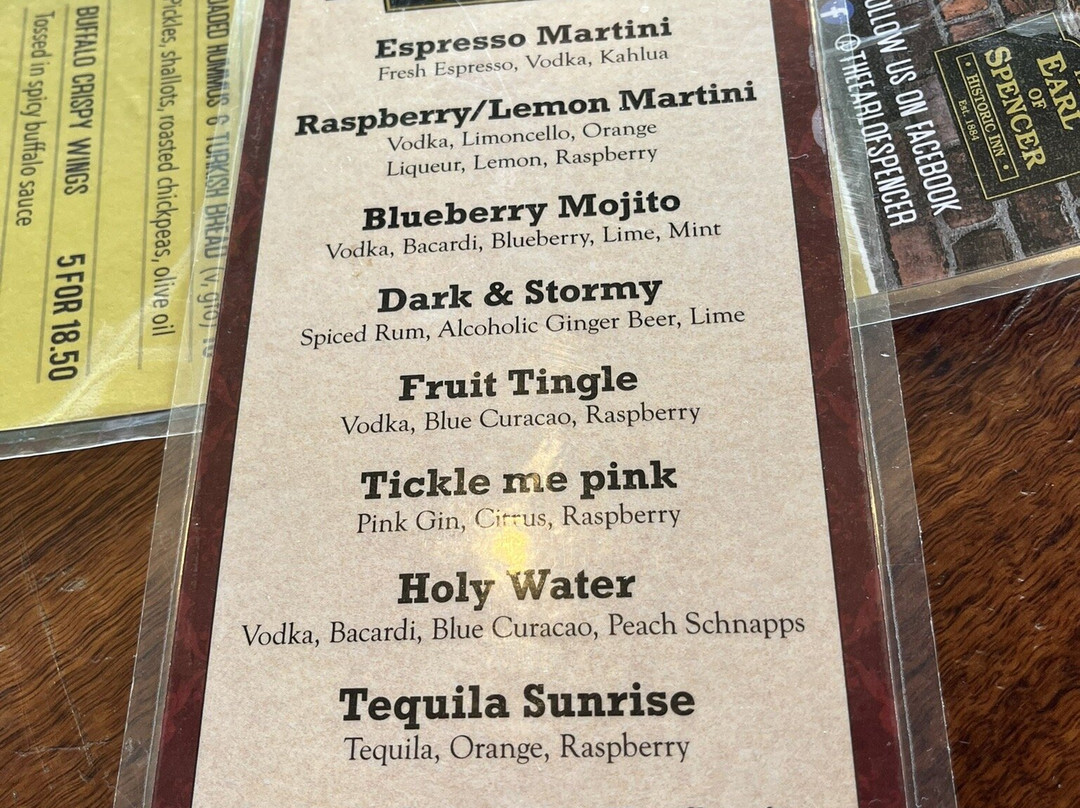 Espresso Martini
Fresh Espresso, Vodka, Kahlua
Raspberry/Lemon Martini
Vodka, Limoncello, Orange
Liqueur, Lemon, Raspberry
Blueberry Mojito
Vodka, Bacardi, Blueberry, Lime, Mint
Dark & Stormy
Spiced Rum, Alcoholic Ginger Beer, Lime
Fruit Tingle
Vodka, Blue Curacao, Raspberry
Tickle me pink
Pink Gin, Citrus, Raspberry
Holy Water
Vodka, Bacardi, Blue Curacao, Peach Schnapps
Tequila Sunrise
Tequila, Orange, Raspberry
HUMMUS & TURKISH BREAD (v,
Pickles, shallots, roasted chickpeas, olive oil
BUFFALO CRISPY WINGS 5 FOR 18.50
Tossed in spicy buffalo sauce
EARL
OF
SPENCER
• HISTORIC INN •
Est. 1884
US ON FACEBOOK
@THEEARLOFSPENCER